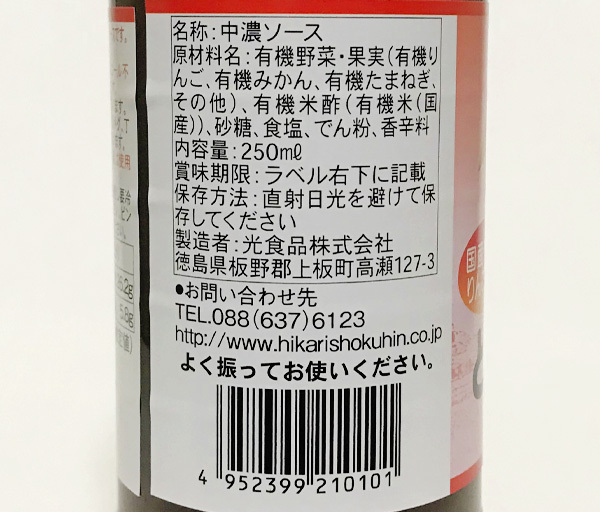 名称:中濃ソース
原材料名:有機野菜・果実(有機り
んご、有機みかん、有機たまねぎ、
その他)、有機米酢(有機米(国
産))、砂糖、食塩、でん粉、香辛料
内容量:250ml
賞味期限:ラベル右下に記載
保存方法:直射日光を避けて保
存してください
製造者:光食品株式会社
徳島県板野郡上板町高瀬127-3
●お問い合わせ先
TEL.088(637)6123
http://www.hikarishokuhin.co.jp
よく振ってお使いください。
4 952399 210101